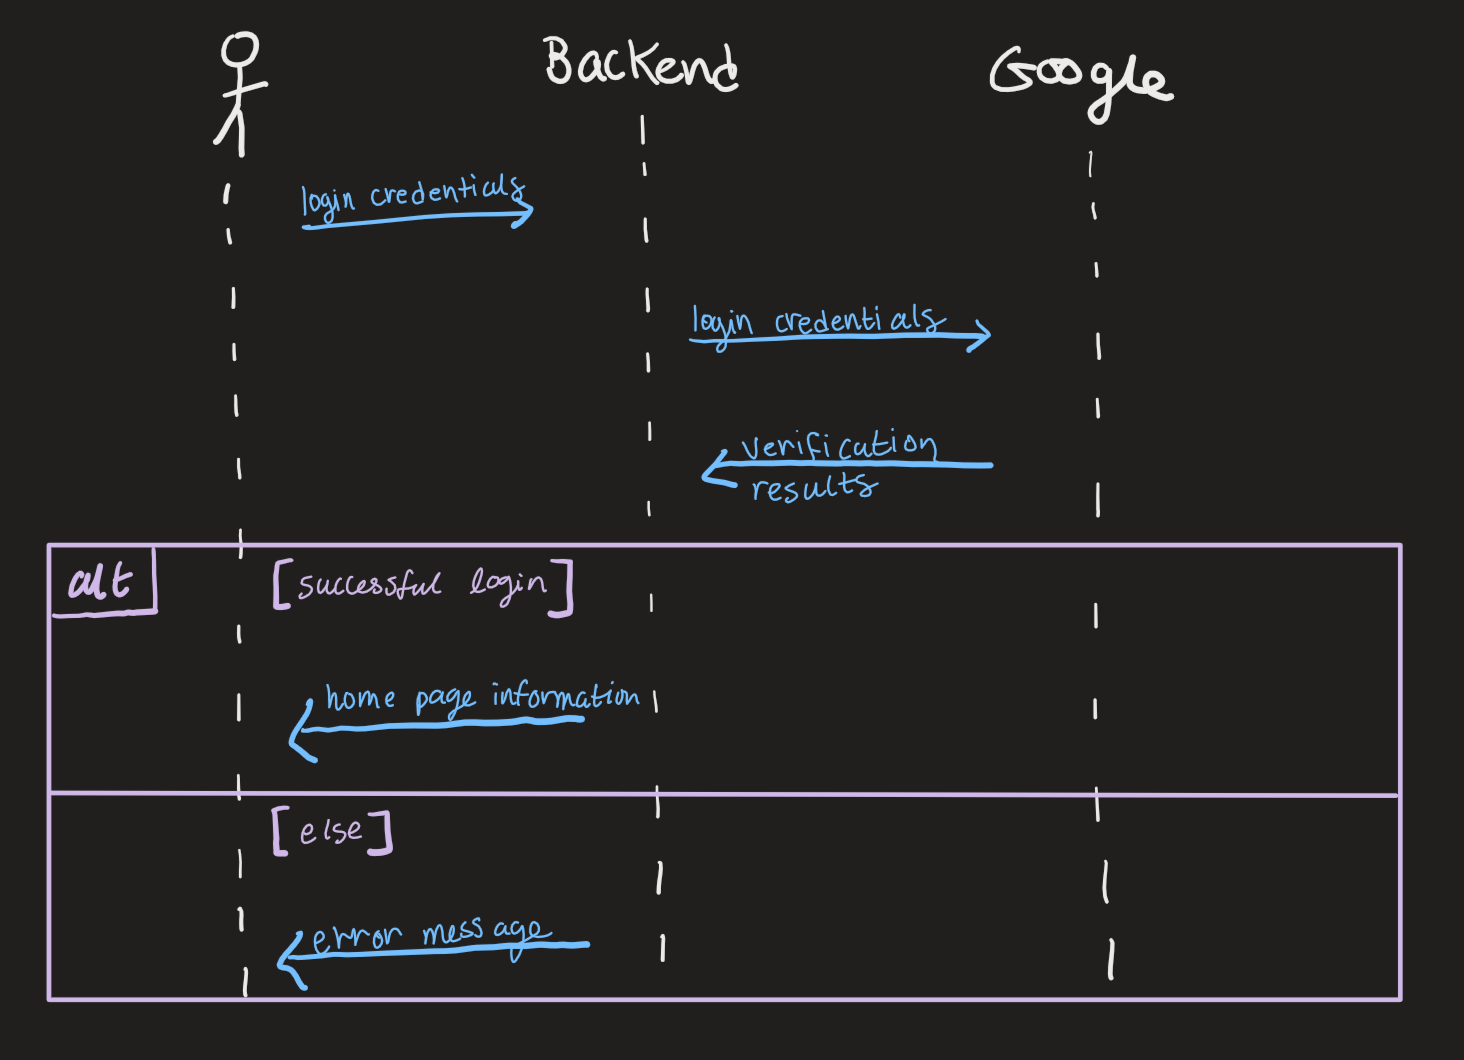 Backend
Google
login credentials
login credentials
verification
results
alt
[successful login]
home page information
[else]
error message